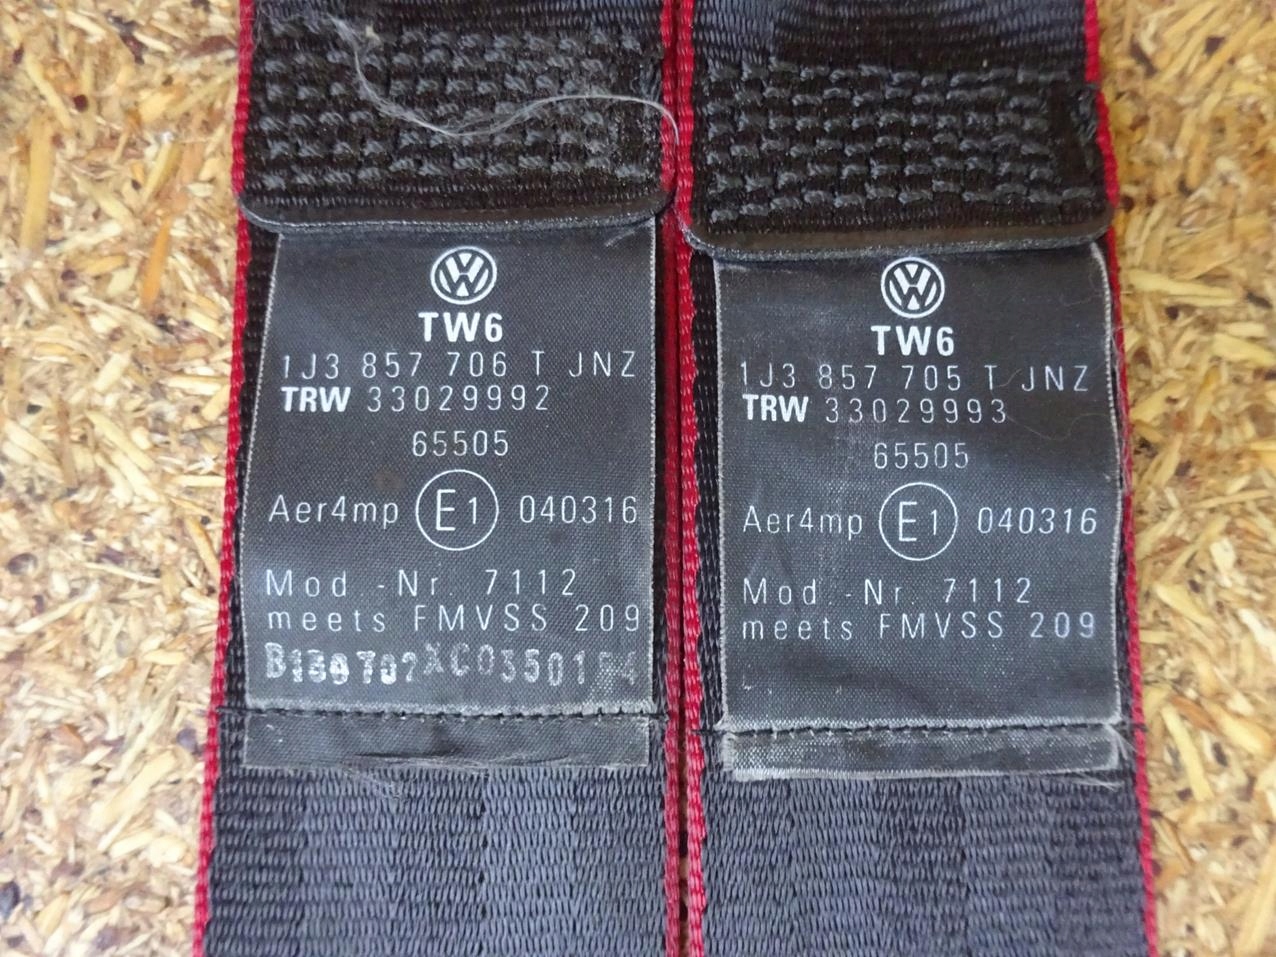 TW6
1J3 857 706 T JNZ
TRW 33029992
65505
Aer4mp E1 040316
Mod.-Nr. 7112
meets FMVSS 209
TW6
1J3 857 705 T JNZ
TRW 33029993
65505
Aer4mp E1 040316
Mod.-Nr. 7112
meets FMVSS 209